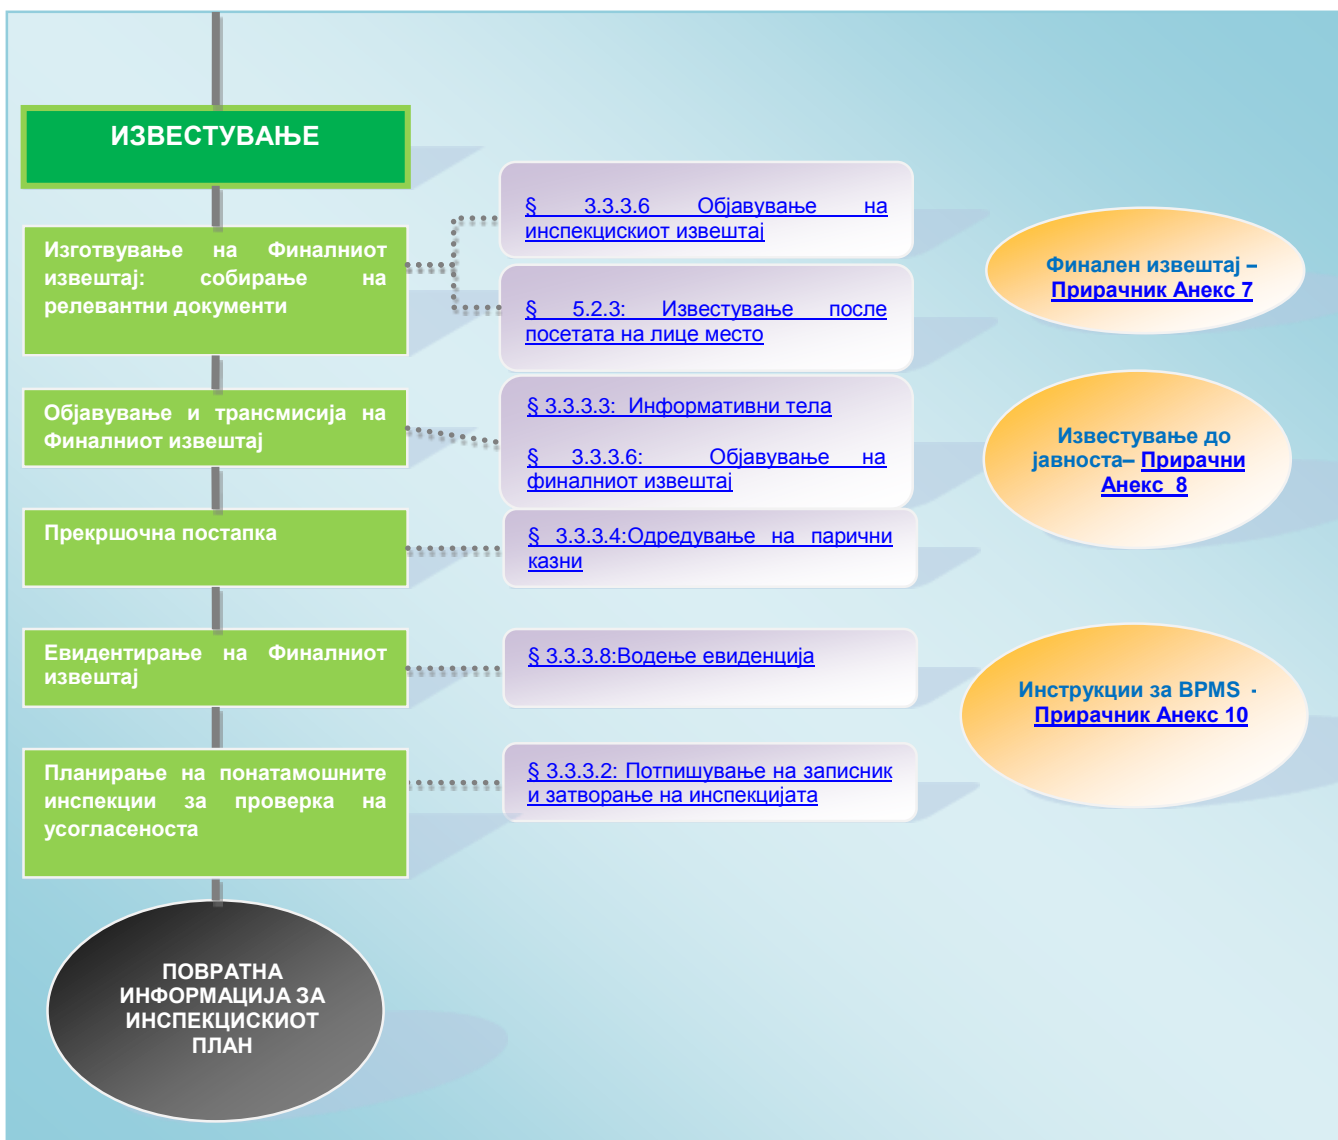 ИЗВЕСТУВАЊЕ
Изготвување на Финалниот
извештај: собирање на
релевантни документи
§ 3.3.3.6 Објавување на
инспекцискиот извештај
§ 5.2.3: Известување после
посетата на лице место
Финален извештај –
Прирачник Анекс 7
Објавување и трансмисија на
Финалниот извештај
§ 3.3.3.3: Информативни тела
§ 3.3.3.6: Објавување на
финалниот извештај
Известување до
јавноста– Прирачни
Анекс 8
Прекршочна постапка
§ 3.3.3.4:Одредување на парични
казни
Евидентирање на Финалниот
извештај
§ 3.3.3.8:Водење евиденција
Инструкции за BPMS -
Прирачник Анекс 10
Планирање на понатамошните
инспекции за проверка на
усогласеноста
§ 3.3.3.2: Потпишување на записник
и затворање на инспекцијата
ПОВРАТНА
ИНФОРМАЦИЈА ЗА
ИНСПЕКЦИСКИОТ
ПЛАН